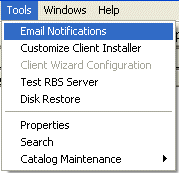 Tools Windows Help
Email Notifications
Customize Client Installer
Client Wizard Configuration
Test RBS Server
Disk Restore
Properties
Search
Catalog Maintenance